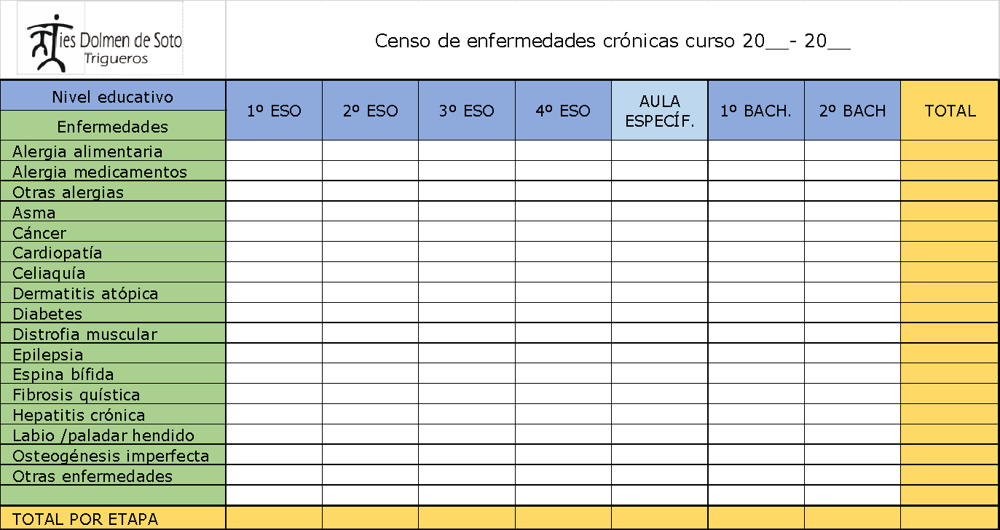 ies Dolmen de Soto
Trigueros
Censo de enfermedades crónicas curso 20__- 20__
Nivel educativo
Enfermedades
1º ESO
2º ESO
3º ESO
4º ESO
AULA
ESPECÍF.
1º BACH.
2º BACH
TOTAL
Alergia alimentaria
Alergia medicamentos
Otras alergias
Asma
Cáncer
Cardiopatía
Celiaquía
Dermatitis atópica
Diabetes
Distrofia muscular
Epilepsia
Espina bífida
Fibrosis quística
Hepatitis crónica
Labio /paladar hendido
Osteogénesis imperfecta
Otras enfermedades
TOTAL POR ETAPA